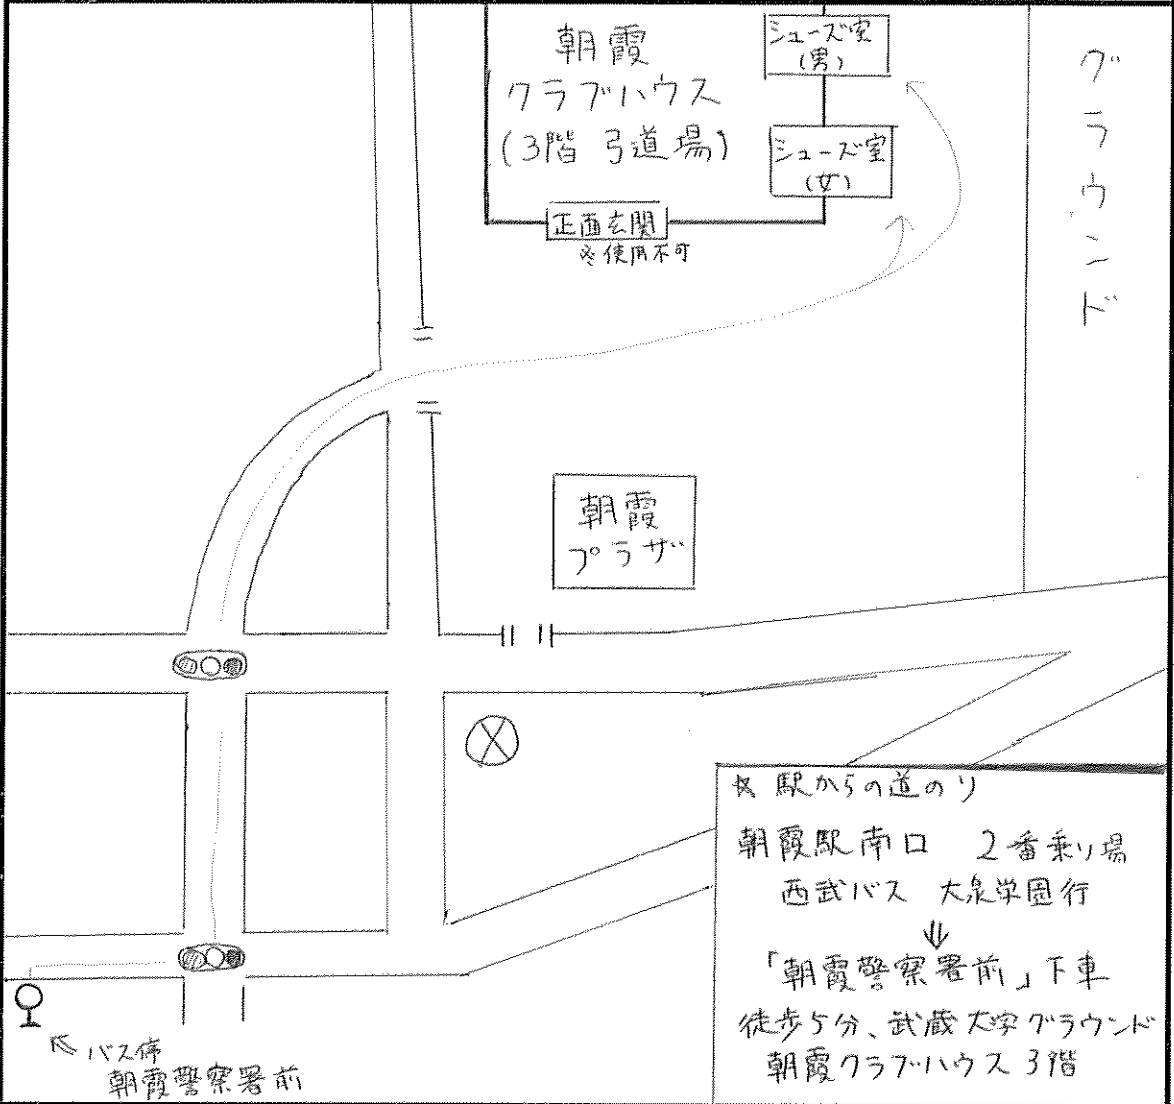 朝霞
クラブハウス
(3階 弓道場)
シューズ室
(男)
シューズ室
(女)
正面玄関
※使用不可
グラウンド
朝霞
プラザ
※ 駅からの道のり
朝霞駅南口 2番乗り場
西武バス 大泉学園行
⇓
「朝霞警察署前」下車
徒歩5分、武蔵大学グラウンド
朝霞クラブハウス 3階
バス停
朝霞警察署前